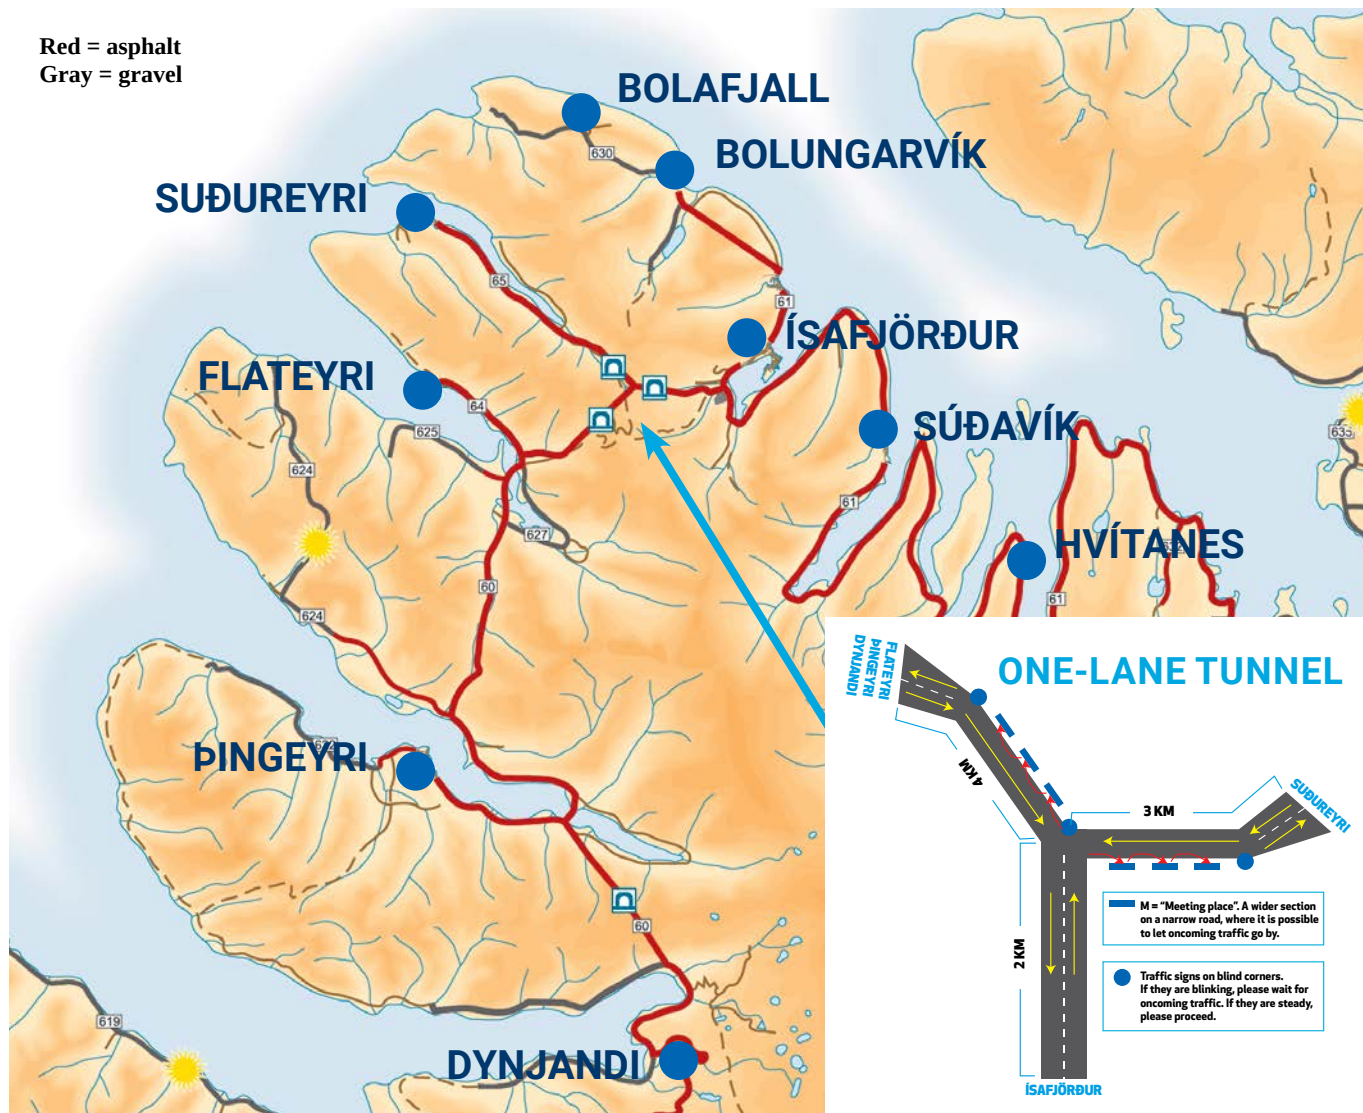 Red = asphalt
Gray = gravel
BOLAFJALL
630
BOLUNGARVÍK
SUÐUREYRI
65
61
ÍSAFJÖRÐUR
FLATEYRI
64
625
SÚÐAVÍK
635
624
61
627
HVÍTANES
60
61
624
ÞINGEYRI
60
619
DYNJANDI
ONE-LANE TUNNEL
FLATEYRI
ÞINGEYRI
DYNJANDI
4 KM
3 KM
SUÐUREYRI
2 KM
M = “Meeting place”. A wider section
on a narrow road, where it is possible
to let oncoming traffic go by.
Traffic signs on blind corners.
If they are blinking, please wait for
oncoming traffic. If they are steady,
please proceed.
ÍSAFJÖRÐUR